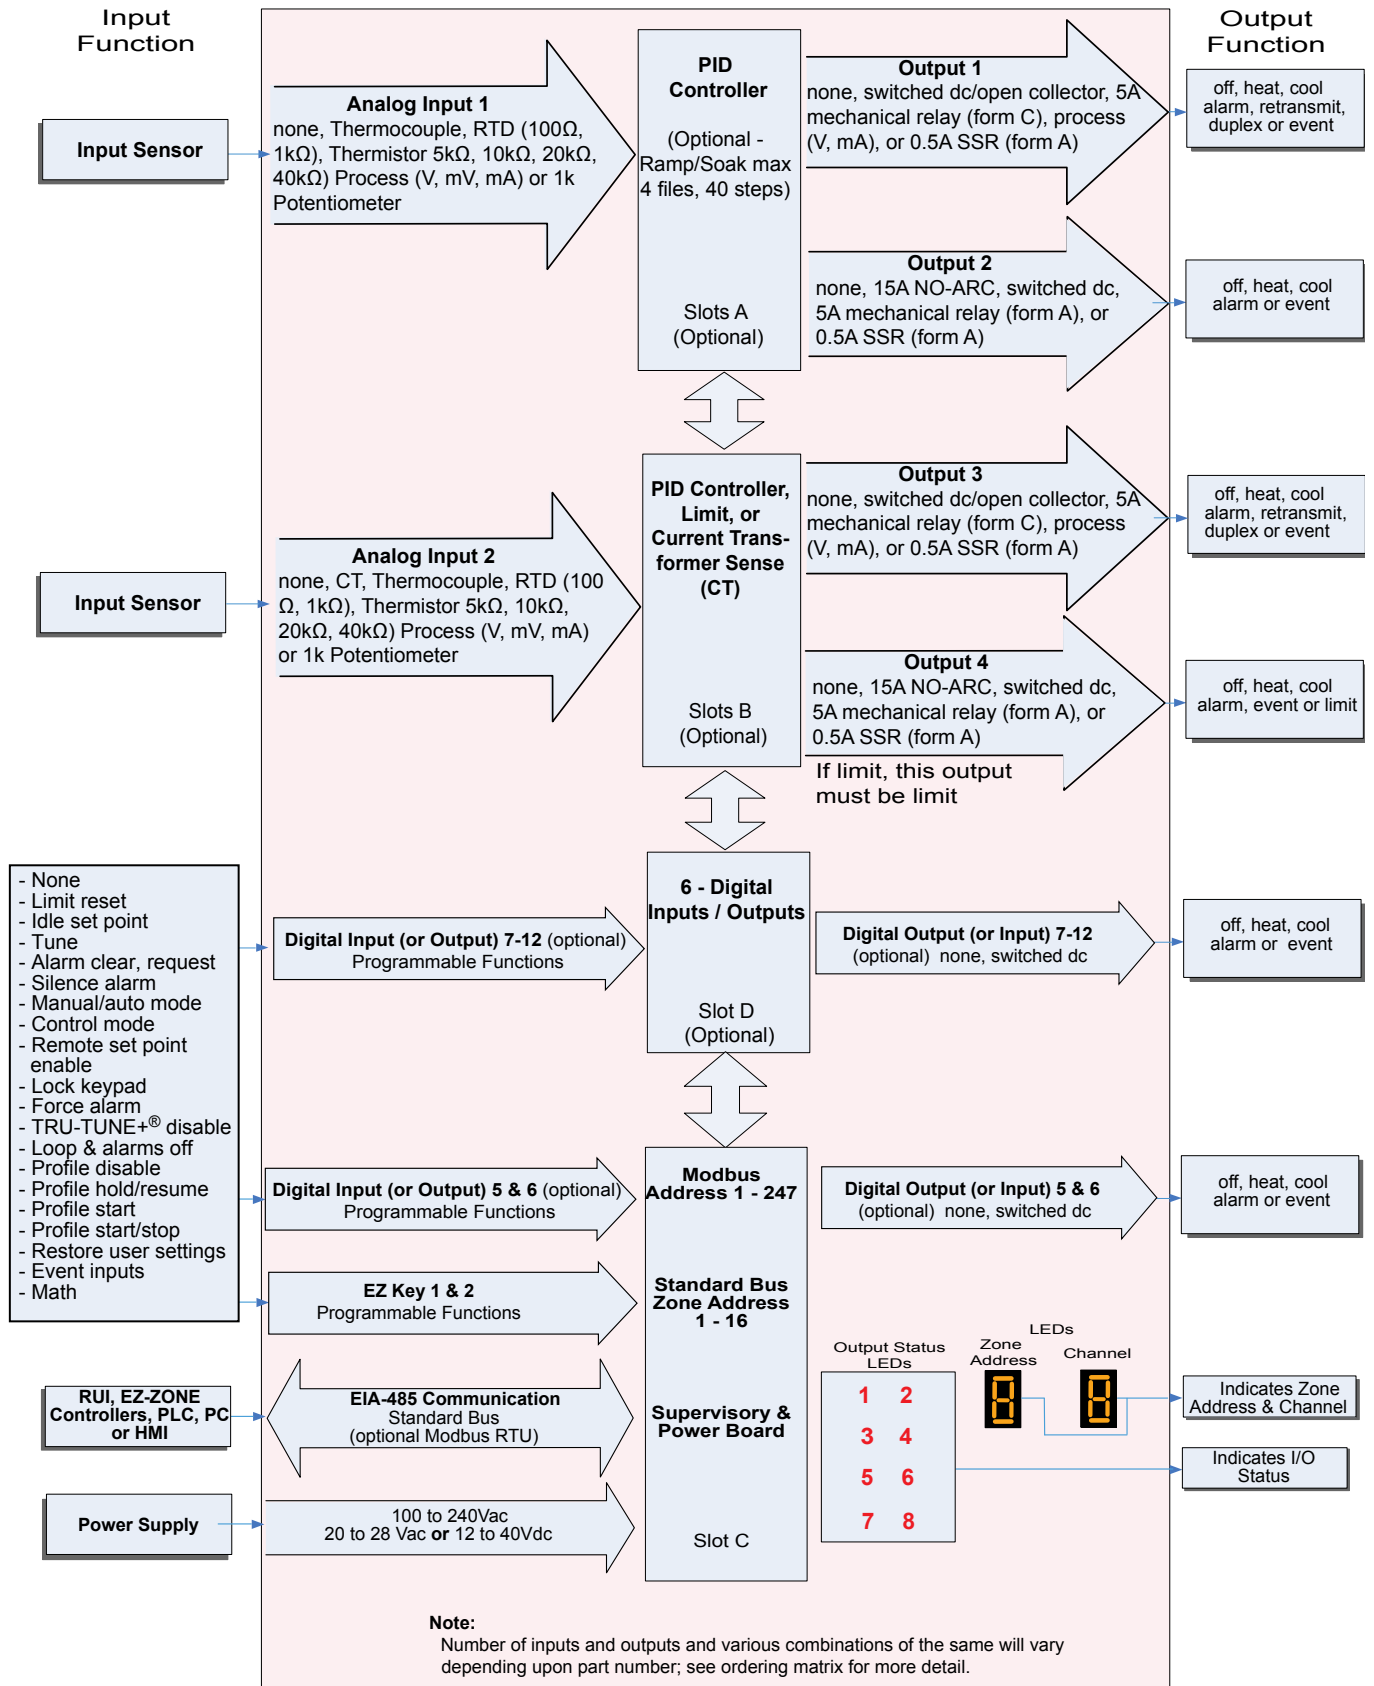 Input
Function
Output
Function
Input Sensor
Analog Input 1
none, Thermocouple, RTD (100Ω,
1kΩ), Thermistor 5kΩ, 10kΩ, 20kΩ,
40kΩ) Process (V, mV, mA) or 1k
Potentiometer
PID
Controller
(Optional -
Ramp/Soak max
4 files, 40 steps)
Slots A
(Optional)
Output 1
none, switched dc/open collector, 5A
mechanical relay (form C), process
(V, mA), or 0.5A SSR (form A)
off, heat, cool
alarm, retransmit,
duplex or event
Output 2
none, 15A NO-ARC, switched dc,
5A mechanical relay (form A), or
0.5A SSR (form A)
off, heat, cool
alarm or event
Input Sensor
Analog Input 2
none, CT, Thermocouple, RTD (100
Ω, 1kΩ), Thermistor 5kΩ, 10kΩ,
20kΩ, 40kΩ) Process (V, mV, mA)
or 1k Potentiometer
PID Controller,
Limit, or
Current Trans-
former Sense
(CT)
Slots B
(Optional)
Output 3
none, switched dc/open collector, 5A
mechanical relay (form C), process
(V, mA), or 0.5A SSR (form A)
off, heat, cool
alarm, retransmit,
duplex or event
Output 4
none, 15A NO-ARC, switched dc,
5A mechanical relay (form A), or
0.5A SSR (form A)
If limit, this output
must be limit
off, heat, cool
alarm, event or limit
- None
- Limit reset
- Idle set point
- Tune
- Alarm clear, request
- Silence alarm
- Manual/auto mode
- Control mode
- Remote set point
enable
- Lock keypad
- Force alarm
- TRU-TUNE+® disable
- Loop & alarms off
- Profile disable
- Profile hold/resume
- Profile start
- Profile start/stop
- Restore user settings
- Event inputs
- Math
Digital Input (or Output) 7-12 (optional)
Programmable Functions
6 - Digital
Inputs / Outputs
Slot D
(Optional)
Digital Output (or Input) 7-12
(optional) none, switched dc
off, heat, cool
alarm or event
Digital Input (or Output) 5 & 6 (optional)
Programmable Functions
Modbus
Address 1 - 247
Digital Output (or Input) 5 & 6
(optional) none, switched dc
off, heat, cool
alarm or event
EZ Key 1 & 2
Programmable Functions
Standard Bus
Zone Address
1 - 16
RUI, EZ-ZONE
Controllers, PLC, PC
or HMI
EIA-485 Communication
Standard Bus
(optional Modbus RTU)
Supervisory &
Power Board
Power Supply
100 to 240Vac
20 to 28 Vac or 12 to 40Vdc
Slot C
Output Status
LEDs
1 2
3 4
5 6
7 8
LEDs
Zone
Address
Channel
8
8
Indicates Zone
Address & Channel
Indicates I/O
Status
Note:
Number of inputs and outputs and various combinations of the same will vary
depending upon part number; see ordering matrix for more detail.